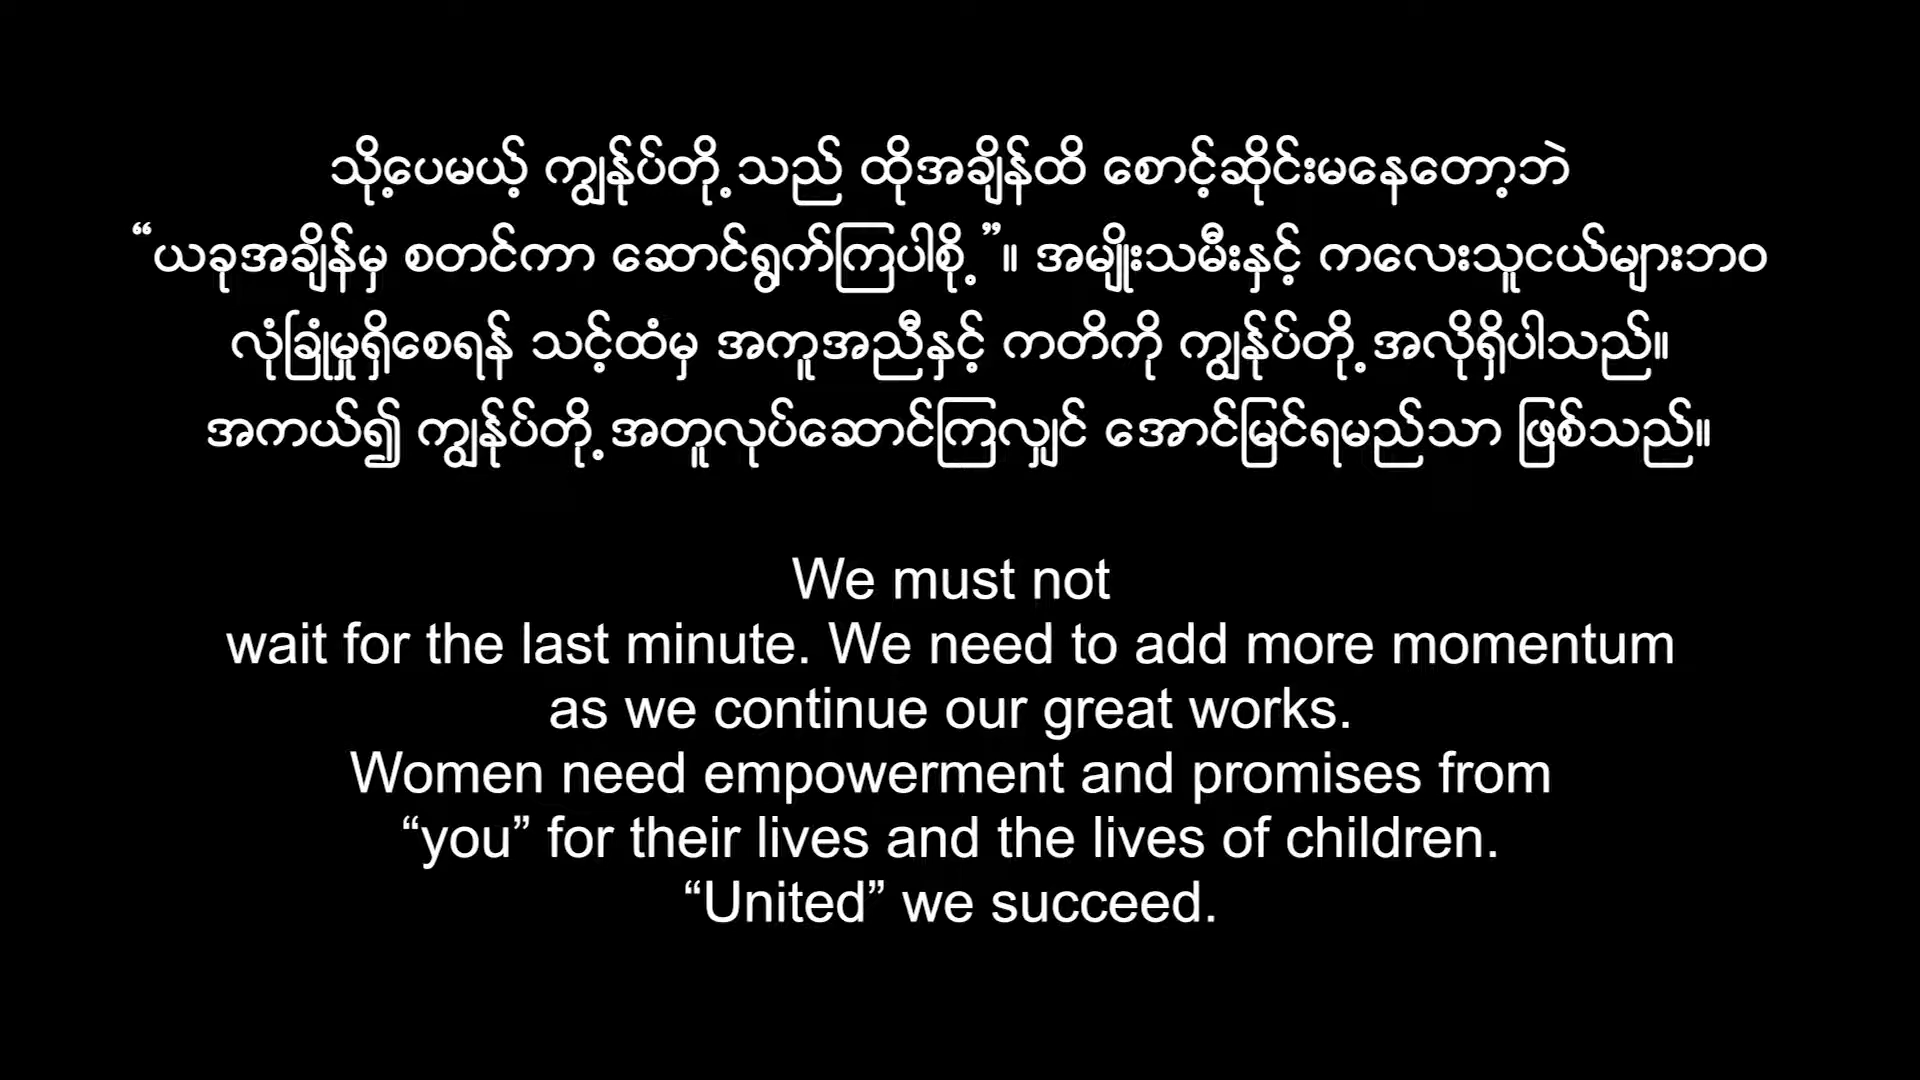 သို့ပေမယ့် ကျွန်ုပ်တို့သည် ထိုအချိန်ထိ စောင့်ဆိုင်းမနေတော့ဘဲ
“ယခုအချိန်မှ စတင်ကာ ဆောင်ရွက်ကြပါစို့”။ အမျိုးသမီးနှင့် ကလေးသူငယ်များဘဝ
လုံခြုံမှုရှိစေရန် သင့်ထံမှ အကူအညီနှင့် ကတိကို ကျွန်ုပ်တို့အလိုရှိပါသည်။
အကယ်၍ ကျွန်ုပ်တို့အတူလုပ်ဆောင်ကြလျှင် အောင်မြင်ရမည်သာ ဖြစ်သည်။
We must not
wait for the last minute. We need to add more momentum
as we continue our great works.
Women need empowerment and promises from
“you” for their lives and the lives of children.
“United” we succeed.